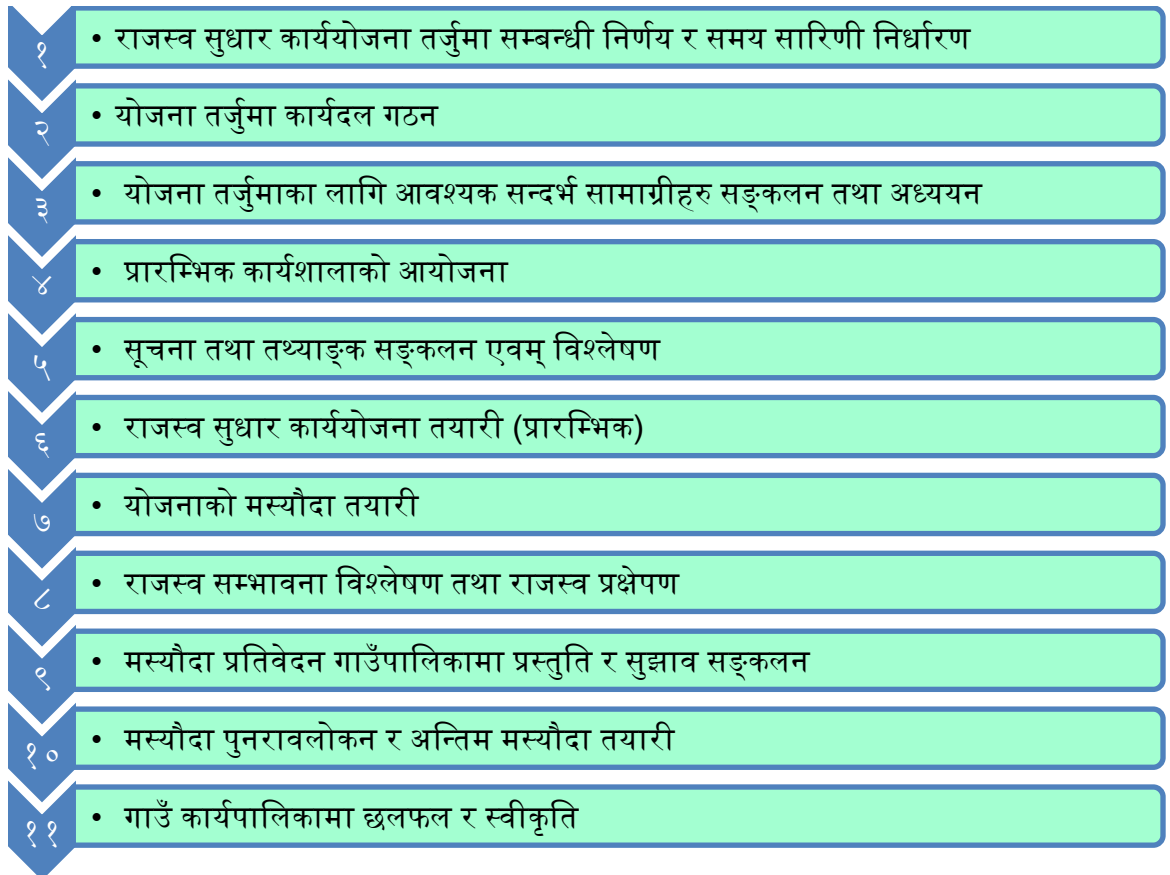 १ • राजस्व सुधार कार्ययोजना तर्जुमा सम्बन्धी निर्णय र समय सारिणी निर्धारण
२ • योजना तर्जुमा कार्यदल गठन
३ • योजना तर्जुमाका लागि आवश्यक सन्दर्भ सामाग्रीहरु सङ्कलन तथा अध्ययन
४ • प्रारम्भिक कार्यशालाको आयोजना
५ • सूचना तथा तथ्याङ्क सङ्कलन एवम् विश्लेषण
६ • राजस्व सुधार कार्ययोजना तयारी (प्रारम्भिक)
७ • योजनाको मस्यौदा तयारी
८ • राजस्व सम्भावना विश्लेषण तथा राजस्व प्रक्षेपण
९ • मस्यौदा प्रतिवेदन गाउँपालिकामा प्रस्तुति र सुझाव सङ्कलन
१० • मस्यौदा पुनरावलोकन र अन्तिम मस्यौदा तयारी
११ • गाउँ कार्यपालिकामा छलफल र स्वीकृति